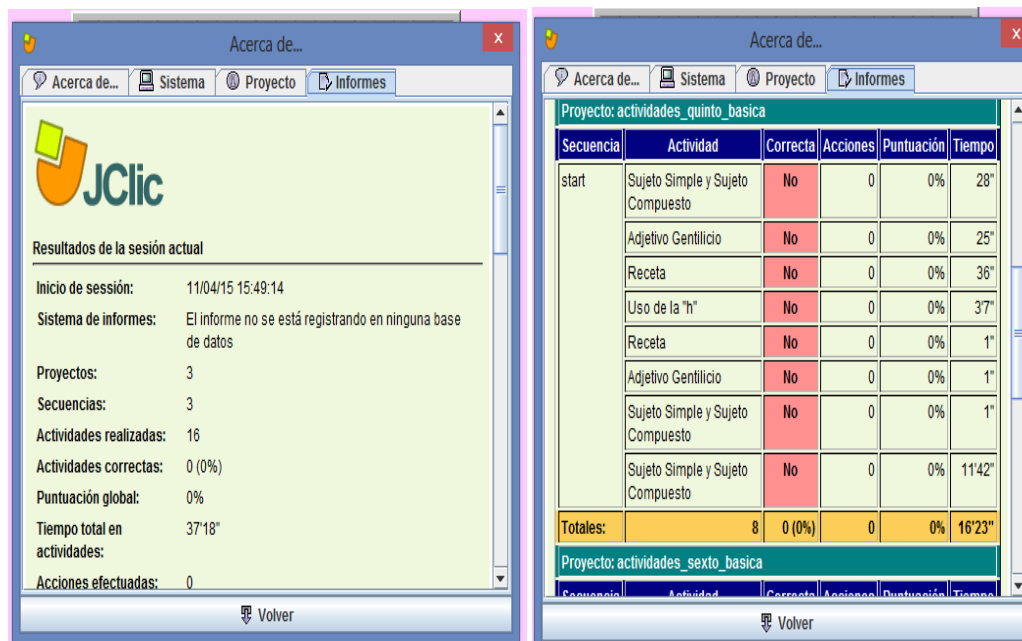 Acerca de...
x
Acerca de...
Sistema
Proyecto
Informes
JClic
Resultados de la sesión actual
Inicio de sessión: 11/04/15 15:49:14
Sistema de informes: El informe no se está registrando en ninguna base
de datos
Proyectos: 3
Secuencias: 3
Actividades realizadas: 16
Actividades correctas: 0 (0%)
Puntuación global: 0%
Tiempo total en 37'18"
actividades:
Acciones efectuadas: 0
Volver
Acerca de...
x
Acerca de...
Sistema
Proyecto
Informes
Proyecto: actividades_quinto_basica
Secuencia Actividad Correcta Acciones Puntuación Tiempo
start Sujeto Simple y Sujeto No 0 0% 28"
Compuesto
Adjetivo Gentilicio No 0 0% 25"
Receta No 0 0% 36"
Uso de la "h" No 0 0% 3'7"
Receta No 0 0% 1"
Adjetivo Gentilicio No 0 0% 1"
Sujeto Simple y Sujeto No 0 0% 1"
Compuesto
Sujeto Simple y Sujeto No 0 0% 11'42"
Compuesto
Totales: 8 0 (0%) 0 0% 16'23"
Proyecto: actividades_sexto_basica
Secuencia Actividad Correcta Acciones Puntuación Tiempo
Volver